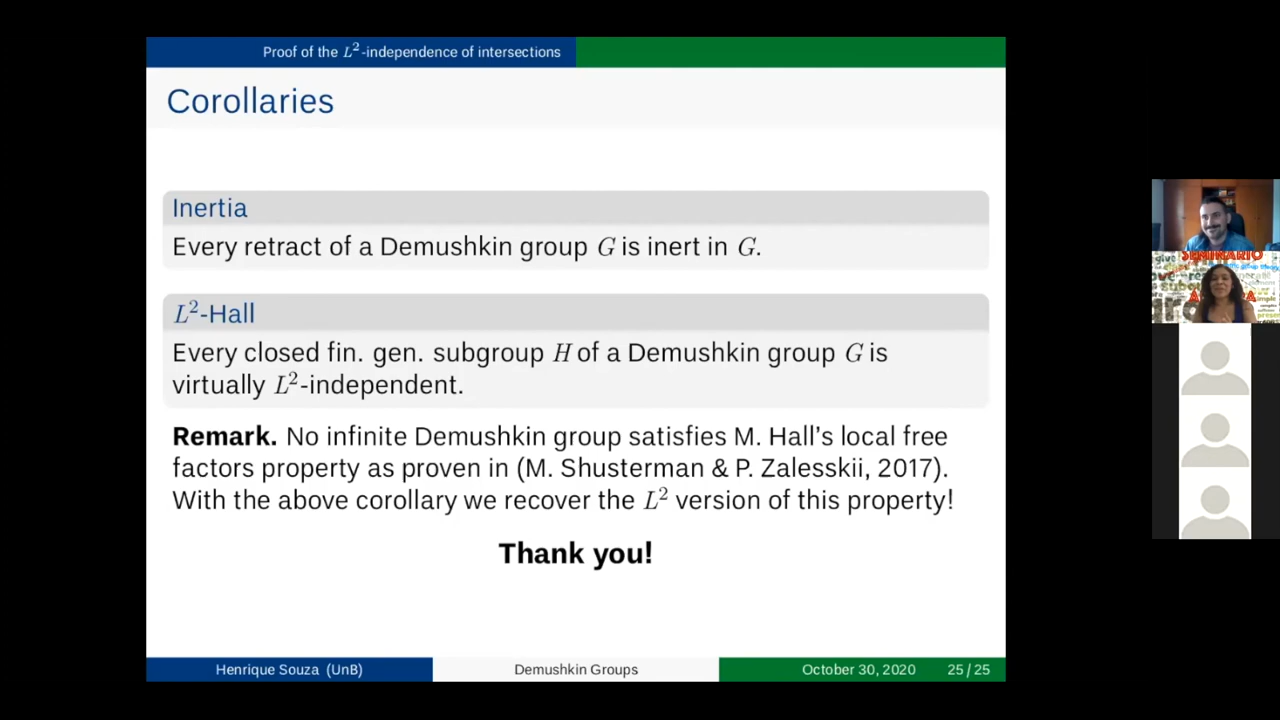 Proof of the L²-independence of intersections
Corollaries
Inertia
Every retract of a Demushkin group G is inert in G.
L²-Hall
Every closed fin. gen. subgroup H of a Demushkin group G is
virtually L²-independent.
Remark. No infinite Demushkin group satisfies M. Hall's local free
factors property as proven in (M. Shusterman & P. Zalesskii, 2017).
With the above corollary we recover the L² version of this property!
Thank you!
Henrique Souza (UnB)
Demushkin Groups
October 30, 2020 25 / 25
SEMINARIO